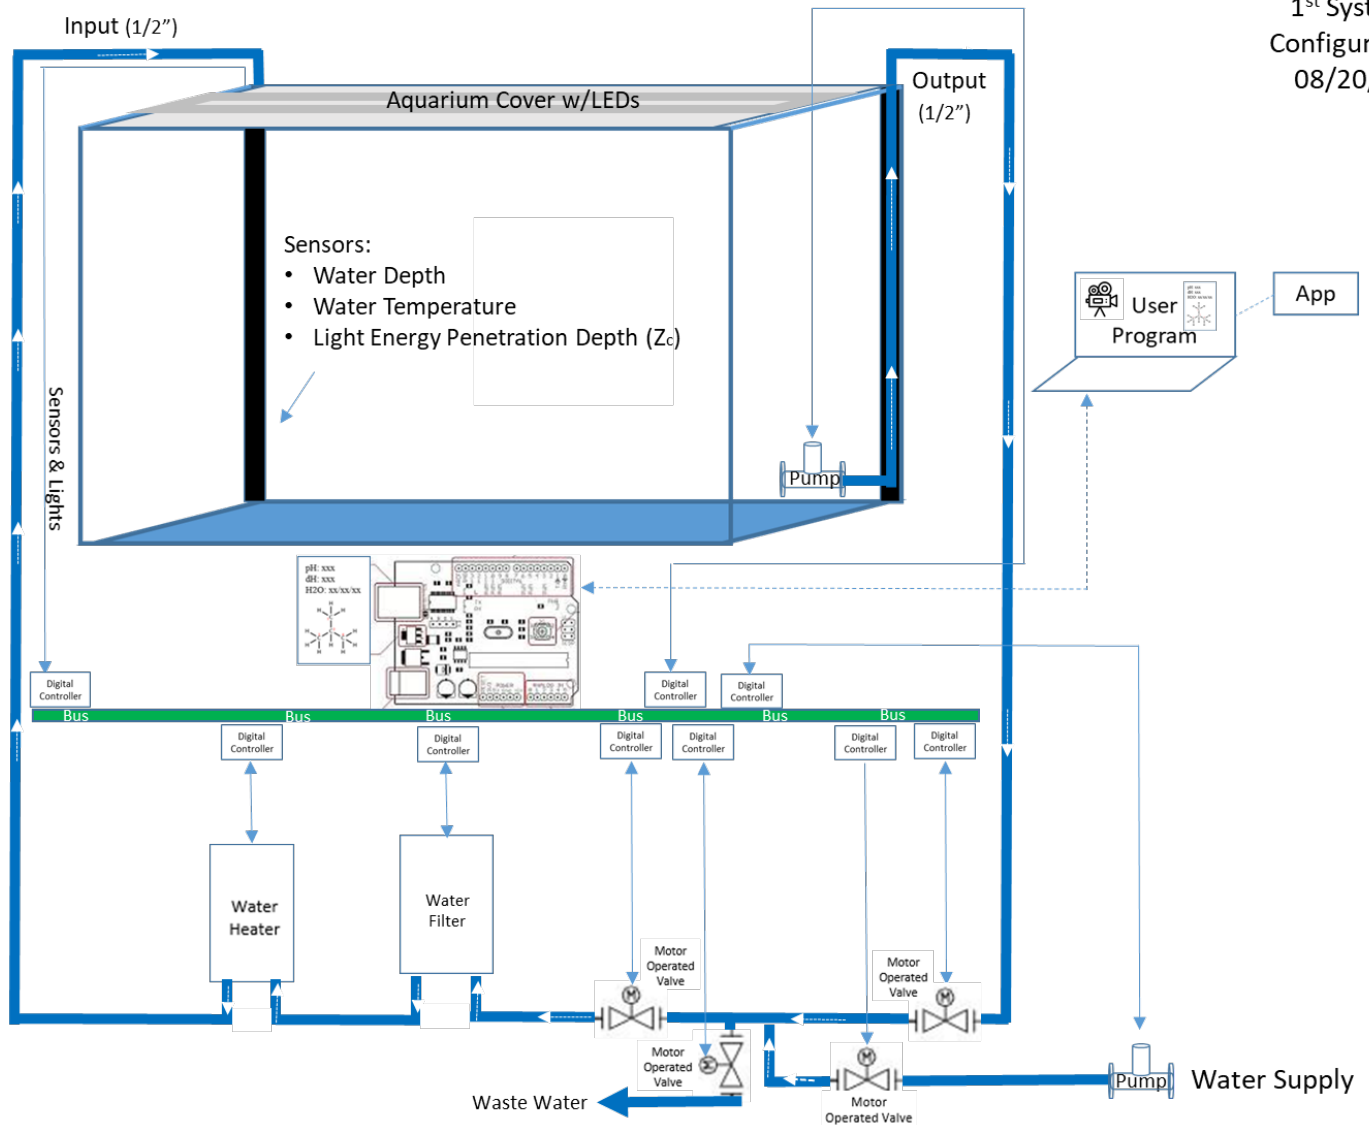 Input (1/2”)
1st Syst
Configur
08/20/
Output
(1/2”)
Aquarium Cover w/LEDs
Sensors:
• Water Depth
• Water Temperature
• Light Energy Penetration Depth (Zc)
User
Program
App
Sensors & Lights
Pump
pH: xxx
dH: xxx
H2O: xx/xx/xx
Digital
Controller
Digital
Controller
Digital
Controller
Bus
Bus
Bus
Bus
Bus
Bus
Digital
Controller
Digital
Controller
Digital
Controller
Digital
Controller
Digital
Controller
Digital
Controller
Water
Heater
Water
Filter
Motor
Operated
Valve
M
Motor
Operated
Valve
M
Motor
Operated
Valve
M
M
Motor
Operated Valve
Pump
Water Supply
Waste Water